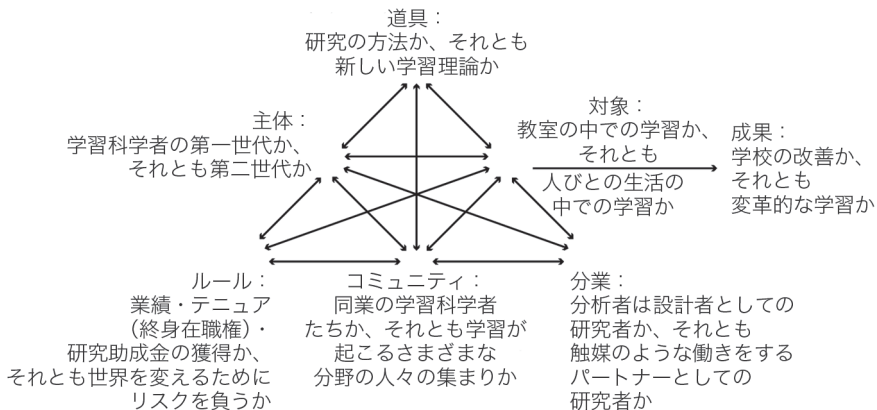 道具：
研究の方法か、それとも
新しい学習理論か
主体：
学習科学者の第一世代か、
それとも第二世代か
対象：
教室の中での学習か、
それとも
人びとの生活の
中での学習か
成果：
学校の改善か、
それとも
変革的な学習か
ルール：
業績・テニュア
（終身在職権）・
研究助成金の獲得か、
それとも世界を変えるために
リスクを負うか
コミュニティ：
同業の学習科学者
たちか、それとも学習が
起こるさまざまな
分野の人々の集まりか
分業：
分析者は設計者としての
研究者か、それとも
触媒のような働きをする
パートナーとしての
研究者か